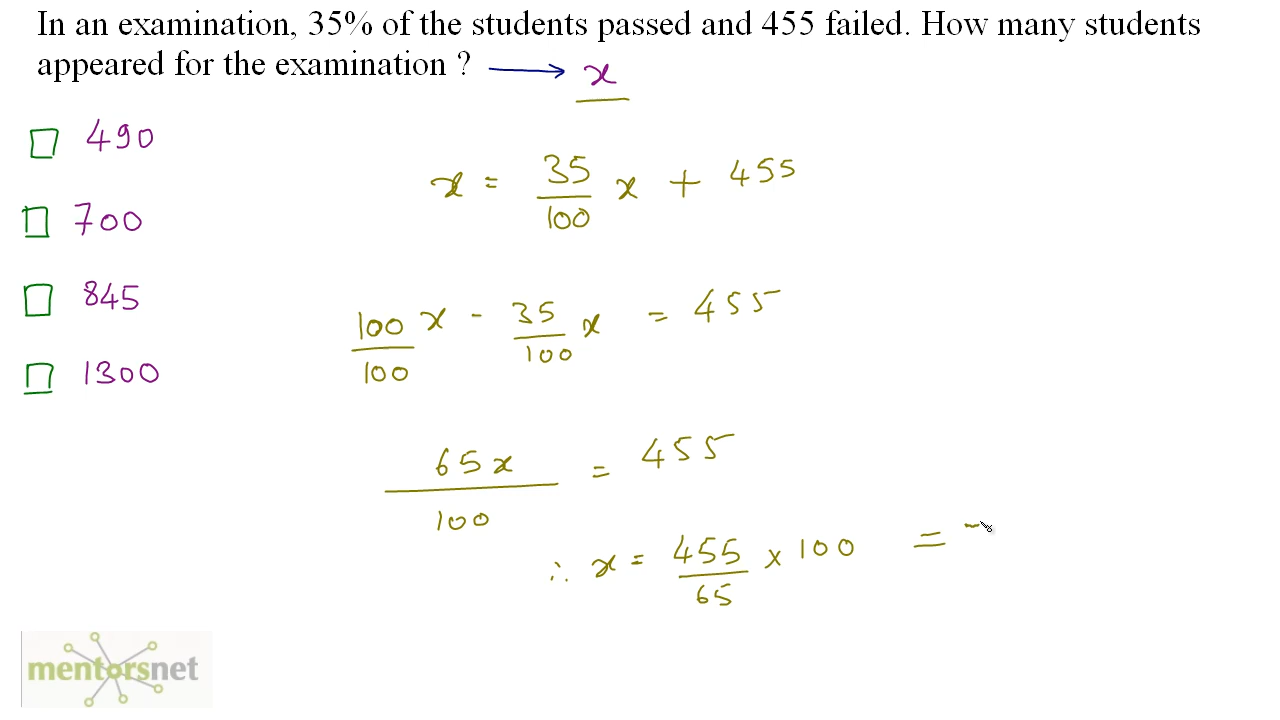 In an examination, 35% of the students passed and 455 failed. How many students
appeared for the examination ? → x
490
700
845
1300
x = 35/100 x + 455
100/100 x - 35/100 x = 455
65x/100 = 455
∴ x = 455/65 × 100 =
mentorsnet